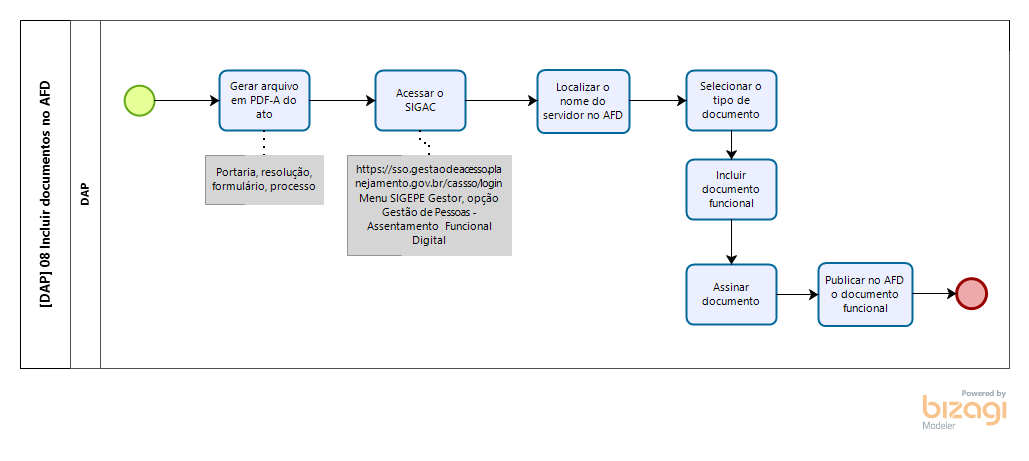 [DAP] 08 Incluir documentos no AFD
DAP
Gerar arquivo
em PDF-A do
ato
Acessar o
SIGAC
Localizar o
nome do
servidor no AFD
Selecionar o
tipo de
documento
Portaria, resolução,
formulário, processo
https://sso.gestaodeacesso.pla
nejamento.gov.br/cassso/login
Menu SIGEPE Gestor, opção
Gestão de Pessoas -
Assentamento Funcional
Digital
Incluir
documento
funcional
Assinar
documento
Publicar no AFD
o documento
funcional
Powered by
bizagi
Modeler